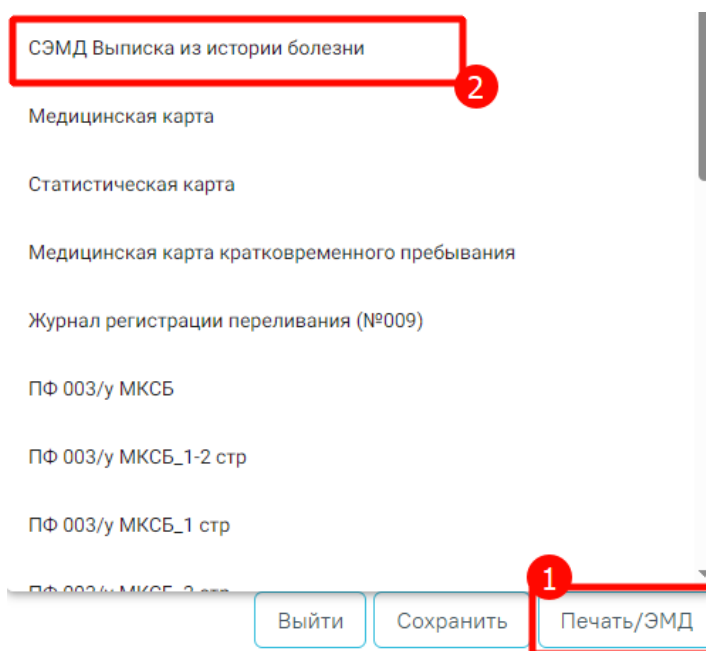 СЭМД Выписка из истории болезни
2
Медицинская карта
Статистическая карта
Медицинская карта кратковременного пребывания
Журнал регистрации переливания (№009)
ПФ 003/у МКСБ
ПФ 003/у МКСБ_1-2 стр
ПФ 003/у МКСБ_1 стр
1
Выйти
Сохранить
Печать/ЭМД